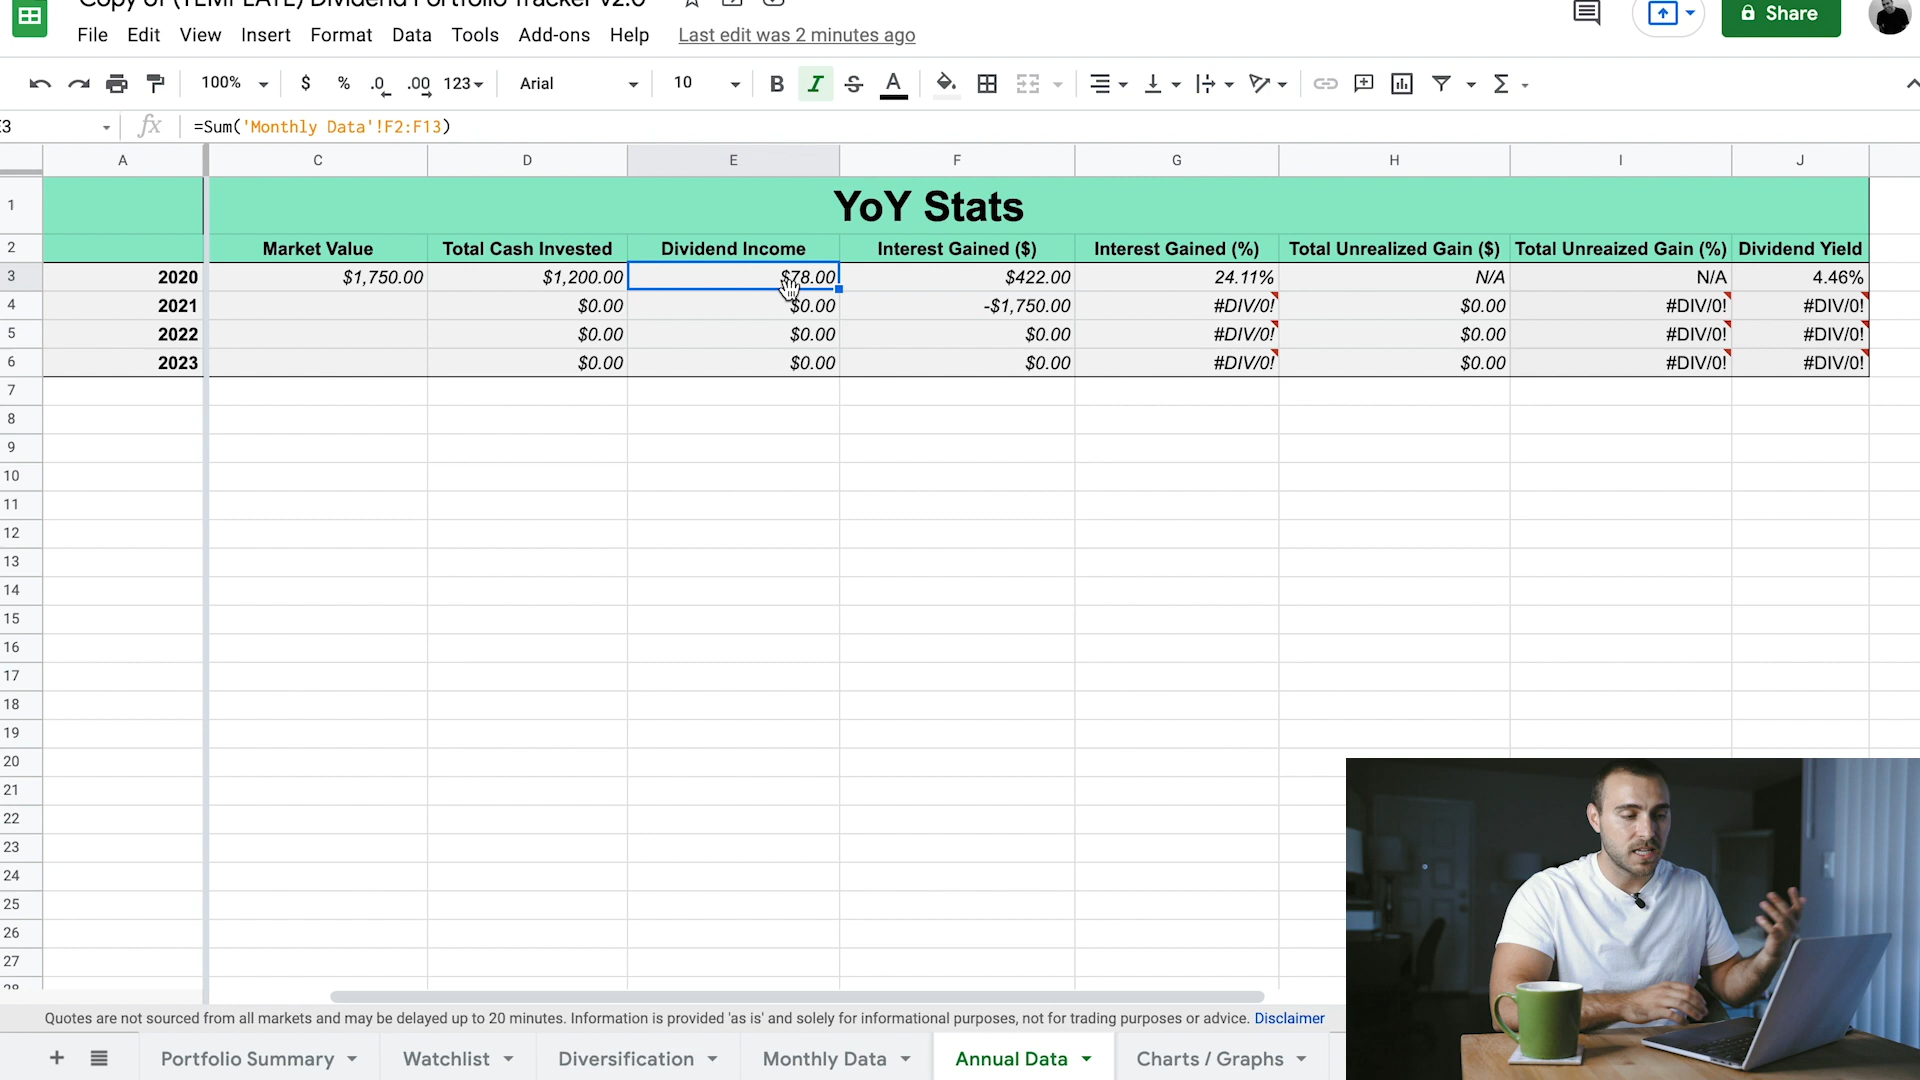 File Edit View Insert Format Data Tools Add-ons Help Last edit was 2 minutes ago
Share
100% $ % .0 .00 123 Arial 10 B I S A Σ
fx =Sum('Monthly Data'!F2:F13)
A C D E F G H I J
1 YoY Stats
2 Market Value Total Cash Invested Dividend Income Interest Gained ($) Interest Gained (%) Total Unrealized Gain ($) Total Unreaized Gain (%) Dividend Yield
3 2020 $1,750.00 $1,200.00 $78.00 $422.00 24.11% N/A N/A 4.46%
4 2021 $0.00 $0.00 -$1,750.00 #DIV/0! $0.00 #DIV/0! #DIV/0!
5 2022 $0.00 $0.00 $0.00 #DIV/0! $0.00 #DIV/0! #DIV/0!
6 2023 $0.00 $0.00 $0.00 #DIV/0! $0.00 #DIV/0! #DIV/0!
7
8
9
10
11
12
13
14
15
16
17
18
19
20
21
22
23
24
25
26
27
Quotes are not sourced from all markets and may be delayed up to 20 minutes. Information is provided 'as is' and solely for informational purposes, not for trading purposes or advice. Disclaimer
Portfolio Summary Watchlist Diversification Monthly Data Annual Data Charts / Graphs